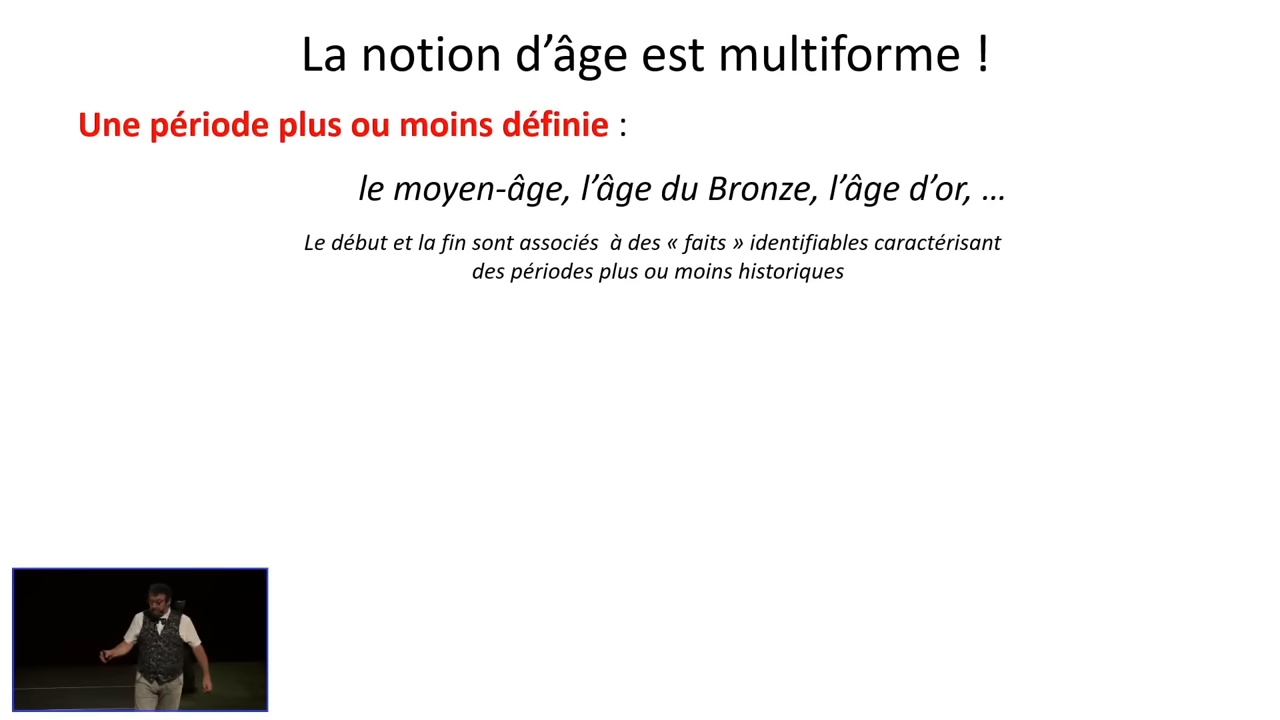 La notion d’âge est multiforme !
Une période plus ou moins définie :
le moyen-âge, l’âge du Bronze, l’âge d’or, …
Le début et la fin sont associés  à des « faits » identifiables caractérisant
des périodes plus ou moins historiques